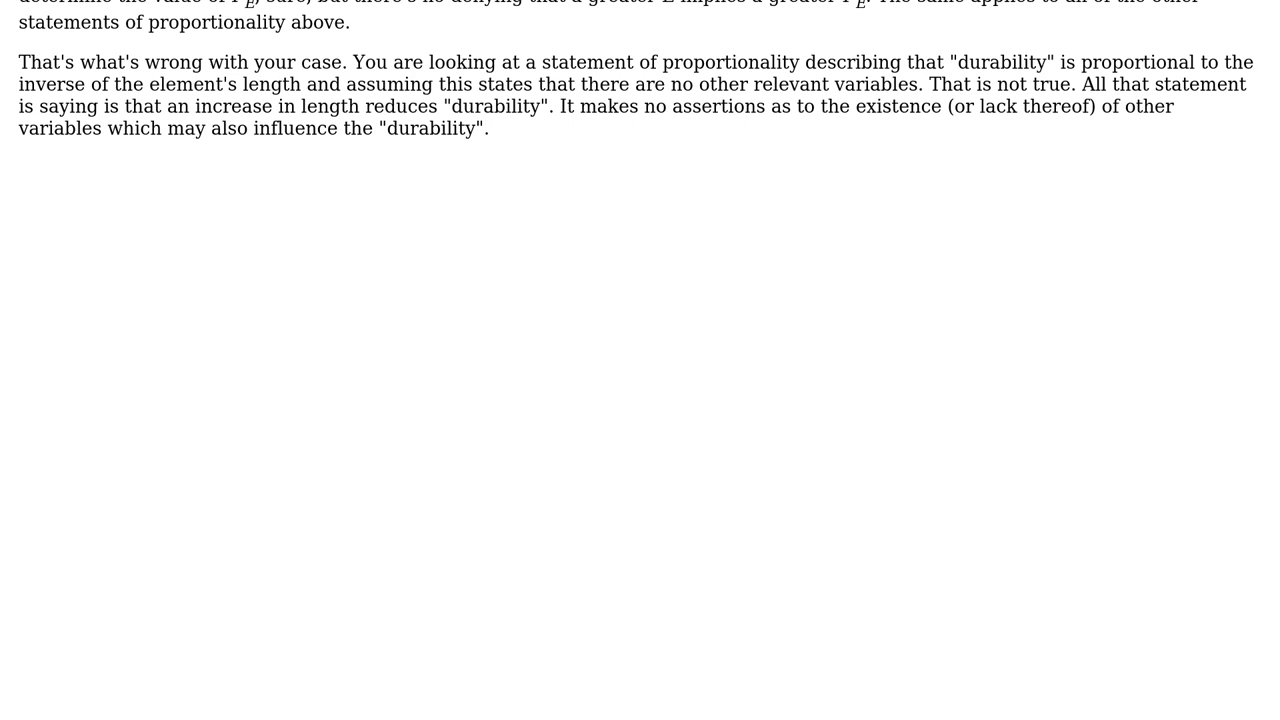 statements of proportionality above.
That's what's wrong with your case. You are looking at a statement of proportionality describing that "durability" is proportional to the
inverse of the element's length and assuming this states that there are no other relevant variables. That is not true. All that statement
is saying is that an increase in length reduces "durability". It makes no assertions as to the existence (or lack thereof) of other
variables which may also influence the "durability".